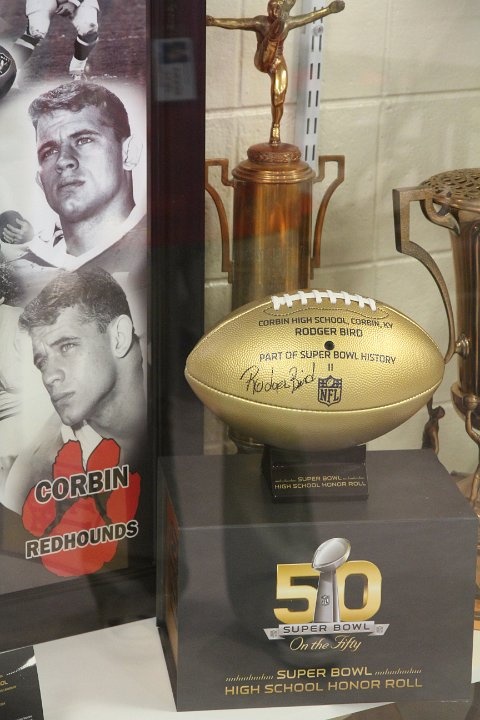 CORBIN HIGH SCHOOL, CORBIN, KY
RODGER BIRD
PART OF SUPER BOWL HISTORY
II
Rodger Bird
NFL
SUPER BOWL
HIGH SCHOOL HONOR ROLL
CORBIN
REDHOUNDS
50
SUPER BOWL
On the Fifty
SUPER BOWL
HIGH SCHOOL HONOR ROLL